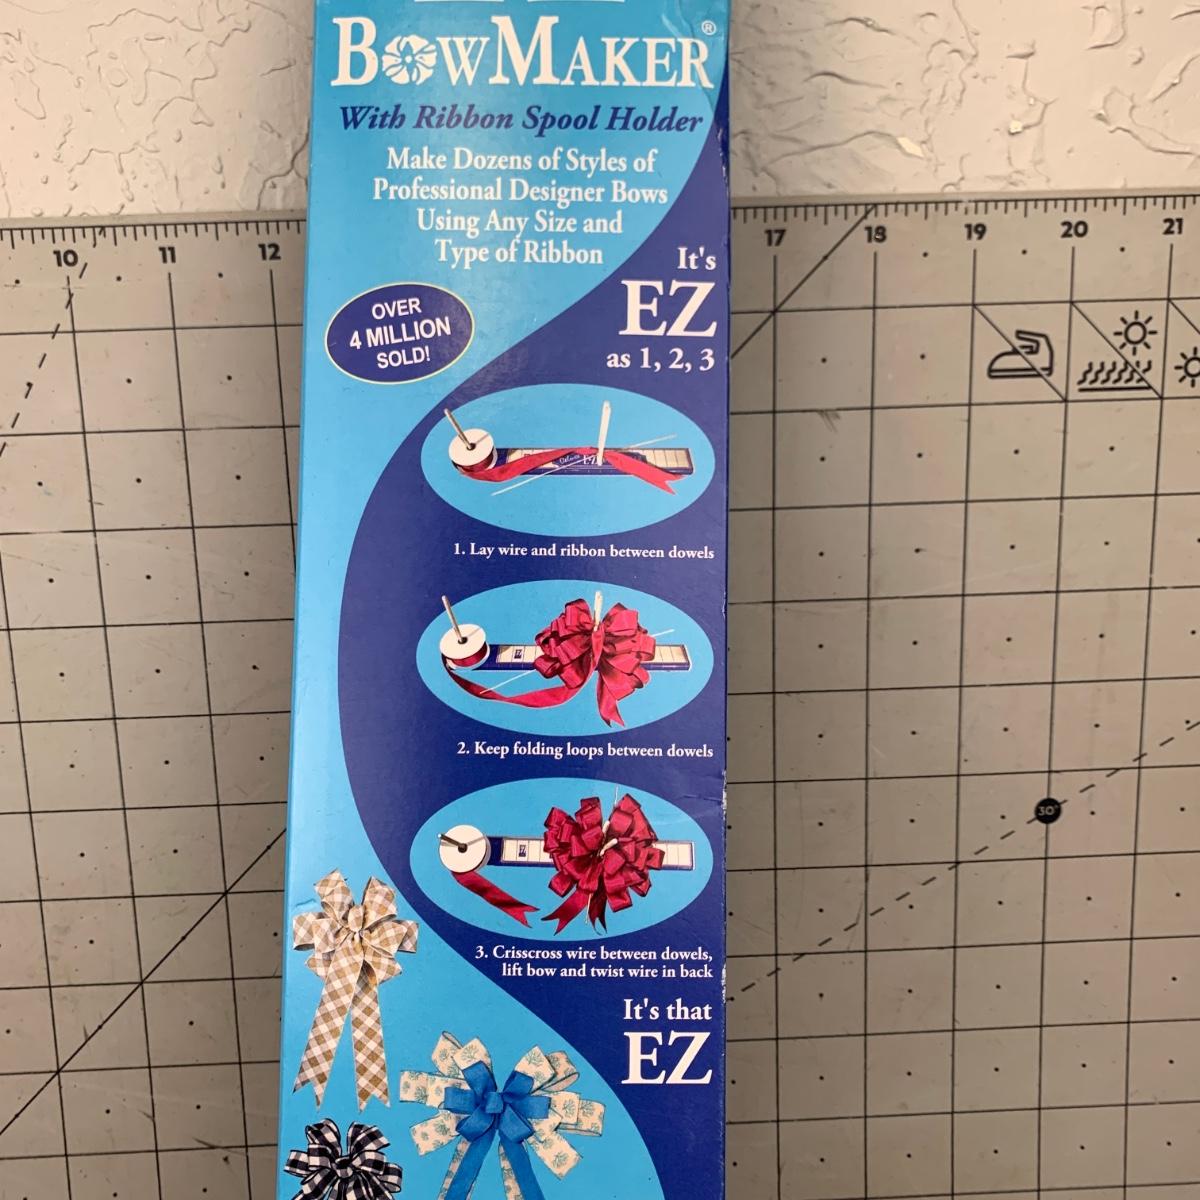 BOWMAKER®
With Ribbon Spool Holder
Make Dozens of Styles of
Professional Designer Bows
Using Any Size and
Type of Ribbon
It's
EZ
as 1, 2, 3
OVER
4 MILLION
SOLD!
1. Lay wire and ribbon between dowels
2. Keep folding loops between dowels
3. Crisscross wire between dowels,
lift bow and twist wire in back
It's that
EZ
10 11 12 17 18 19 20 21
30°